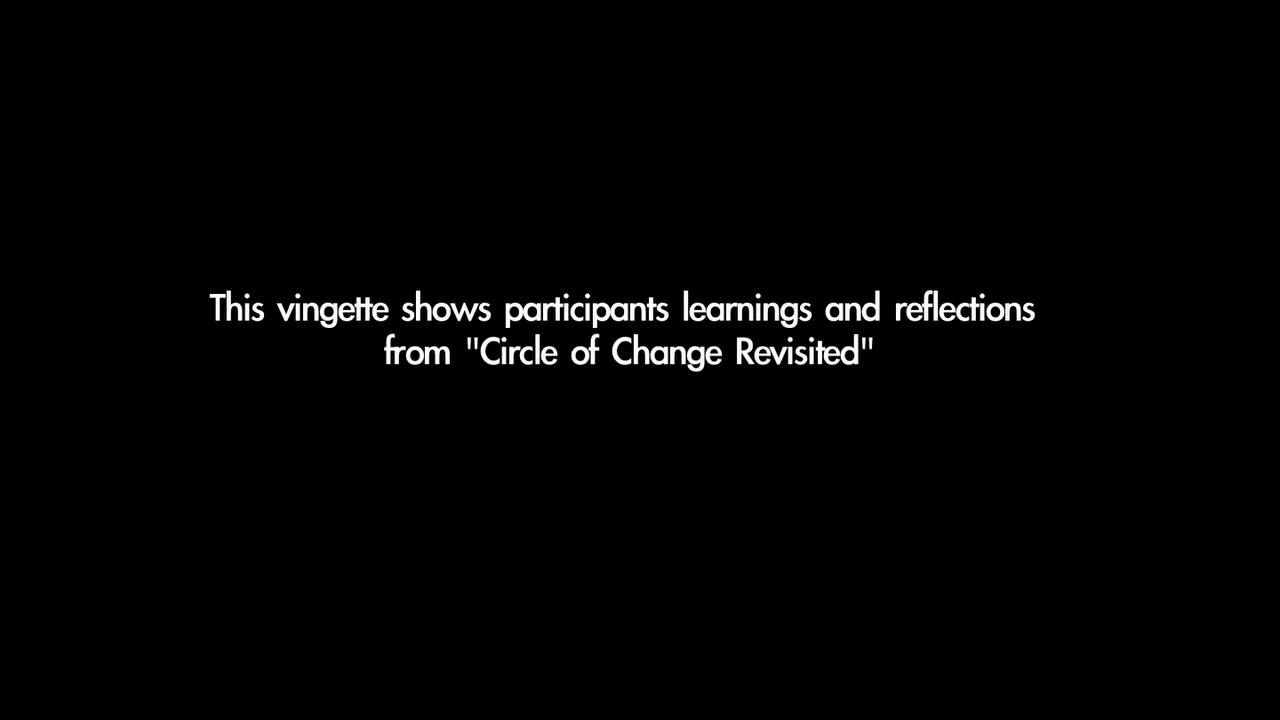 This vingette shows participants learnings and reflections
from "Circle of Change Revisited"